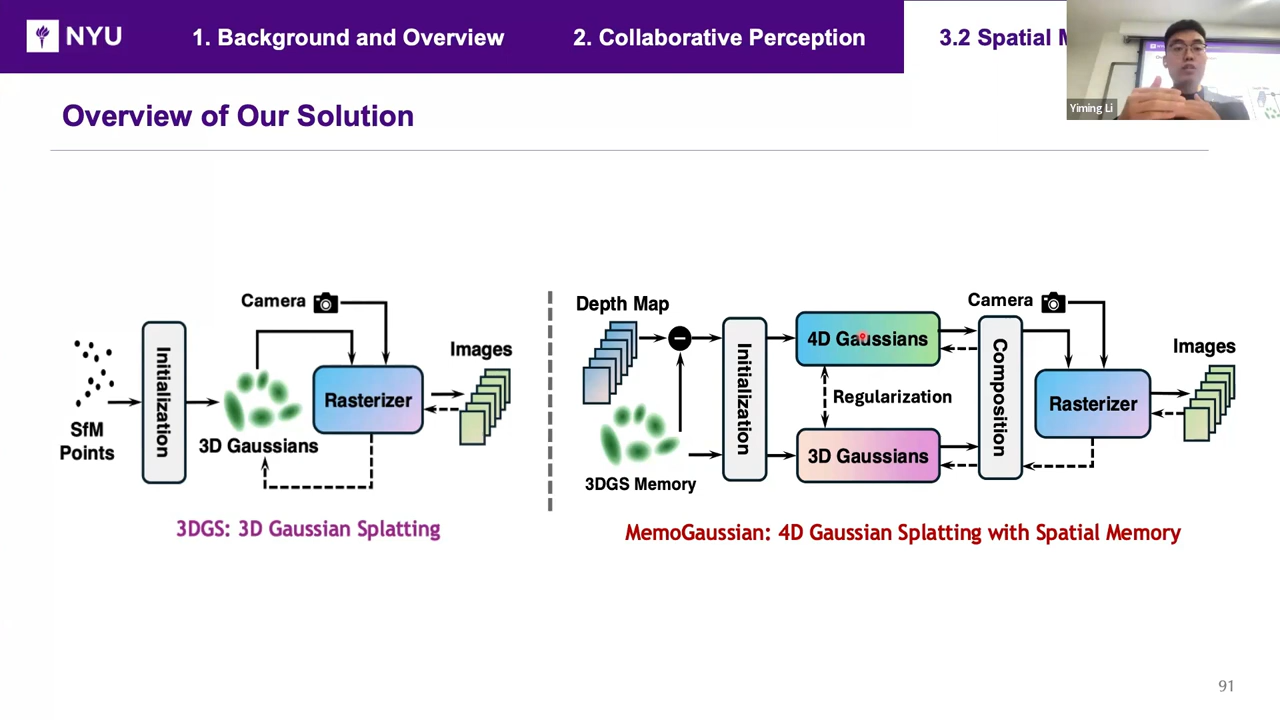 NYU
1. Background and Overview
2. Collaborative Perception
3.2 Spatial
Yiming Li
Overview of Our Solution
Camera
SfM
Points
Initialization
3D Gaussians
Rasterizer
Images
3DGS: 3D Gaussian Splatting
Depth Map
3DGS Memory
Initialization
4D Gaussians
Regularization
3D Gaussians
Composition
Camera
Rasterizer
Images
MemoGaussian: 4D Gaussian Splatting with Spatial Memory
91